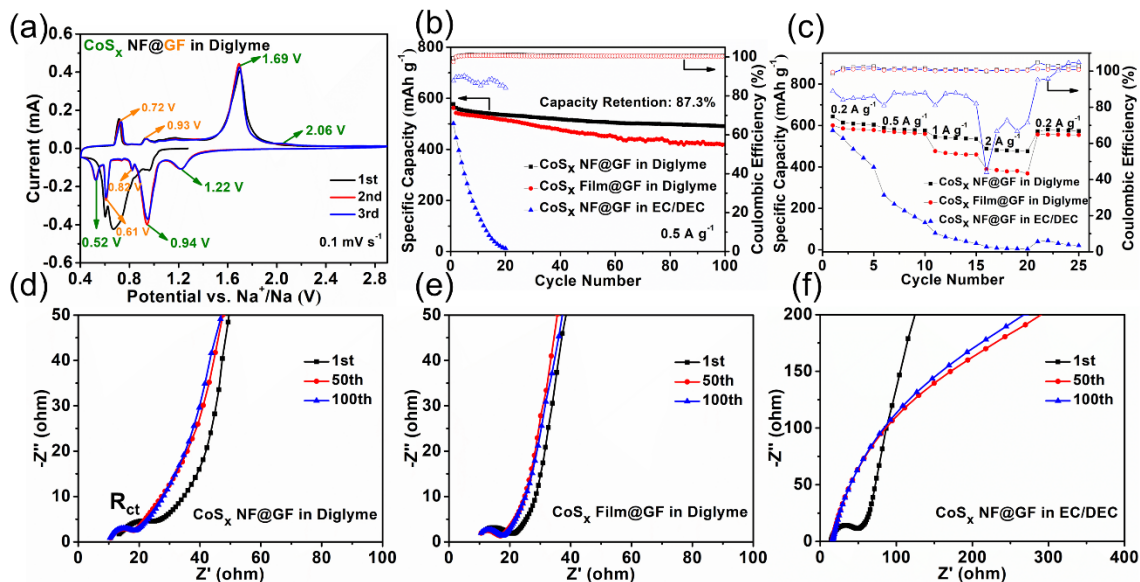 (a)
CoSₓ NF@GF in Diglyme
1.69 V
0.72 V
0.93 V
2.06 V
0.82 V
1.22 V
0.61 V
0.52 V
0.94 V
1st
2nd
3rd
0.1 mV s⁻¹
0.6
0.4
0.2
0.0
-0.2
-0.4
-0.6
Current (mA)
0.4 0.8 1.2 1.6 2.0 2.4 2.8
Potential vs. Na⁺/Na (V)
(b)
800
600
400
200
0
Specific Capacity (mAh g⁻¹)
Capacity Retention: 87.3%
CoSₓ NF@GF in Diglyme
CoSₓ Film@GF in Diglyme
CoSₓ NF@GF in EC/DEC
0.5 A g⁻¹
100
80
60
40
20
0
Coulombic Efficiency (%)
0 20 40 60 80 100
Cycle Number
(c)
1000
800
600
400
200
0
Specific Capacity (mAh g⁻¹)
0.2 A g⁻¹
0.5 A g⁻¹
1 A g⁻¹
2 A g⁻¹
0.2 A g⁻¹
CoSₓ NF@GF in Diglyme
CoSₓ Film@GF in Diglyme
CoSₓ NF@GF in EC/DEC
100
80
60
40
20
0
Coulombic Efficiency (%)
0 5 10 15 20 25
Cycle Number
(d)
50
40
30
20
10
0
-Z'' (ohm)
1st
50th
100th
Rct
CoSₓ NF@GF in Diglyme
0 20 40 60 80 100
Z' (ohm)
(e)
50
40
30
20
10
0
-Z'' (ohm)
1st
50th
100th
CoSₓ Film@GF in Diglyme
0 20 40 60 80 100
Z' (ohm)
(f)
200
150
100
50
0
-Z'' (ohm)
1st
50th
100th
CoSₓ NF@GF in EC/DEC
0 100 200 300 400
Z' (ohm)